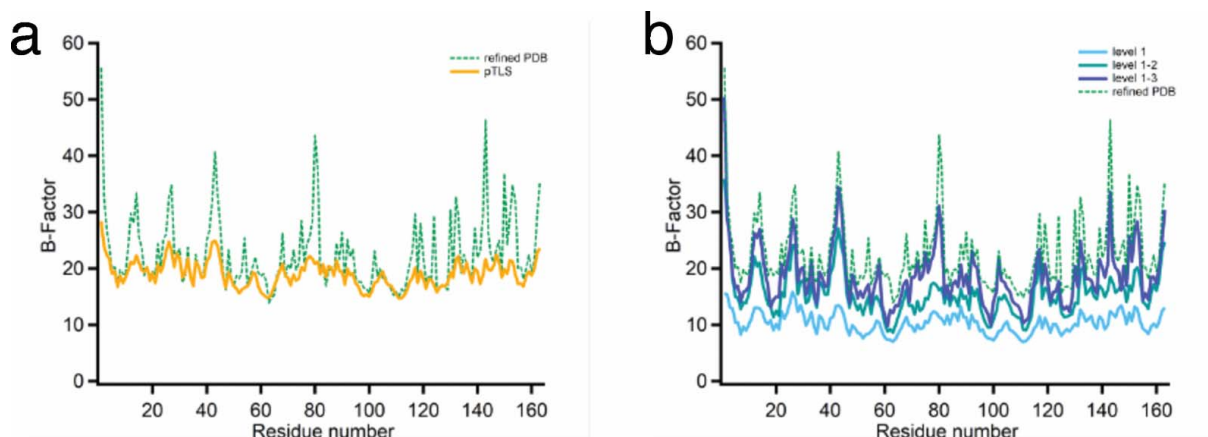 a
60
50
40
30
20
10
0
B-Factor
refined PDB
pTLS
20 40 60 80 100 120 140 160
Residue number
b
60
50
40
30
20
10
0
B-Factor
level 1
level 1-2
level 1-3
refined PDB
20 40 60 80 100 120 140 160
Residue number